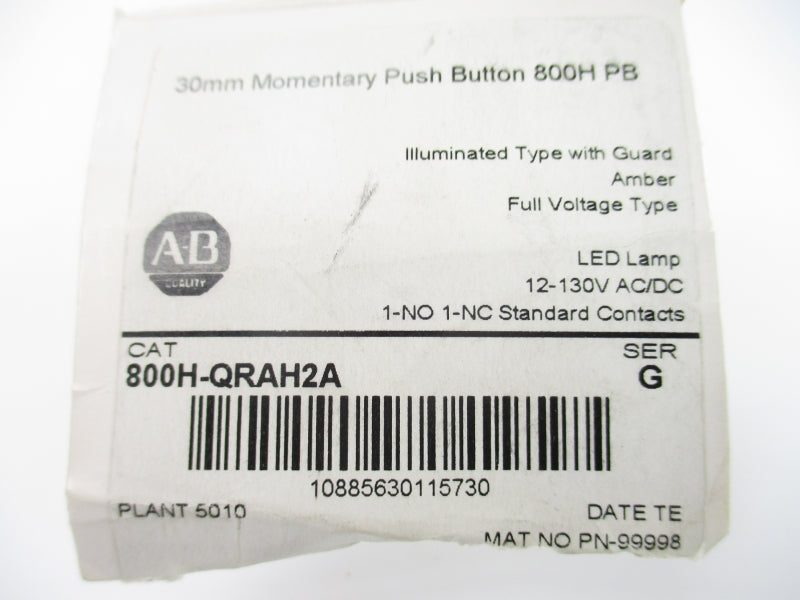 30mm Momentary Push Button 800H PB
Illuminated Type with Guard
Amber
Full Voltage Type
A-B
QUALITY
LED Lamp
12-130V AC/DC
1-NO 1-NC Standard Contacts
CAT
SER
800H-QRAH2A
G
10885630115730
PLANT 5010
DATE TE
MAT NO PN-99998